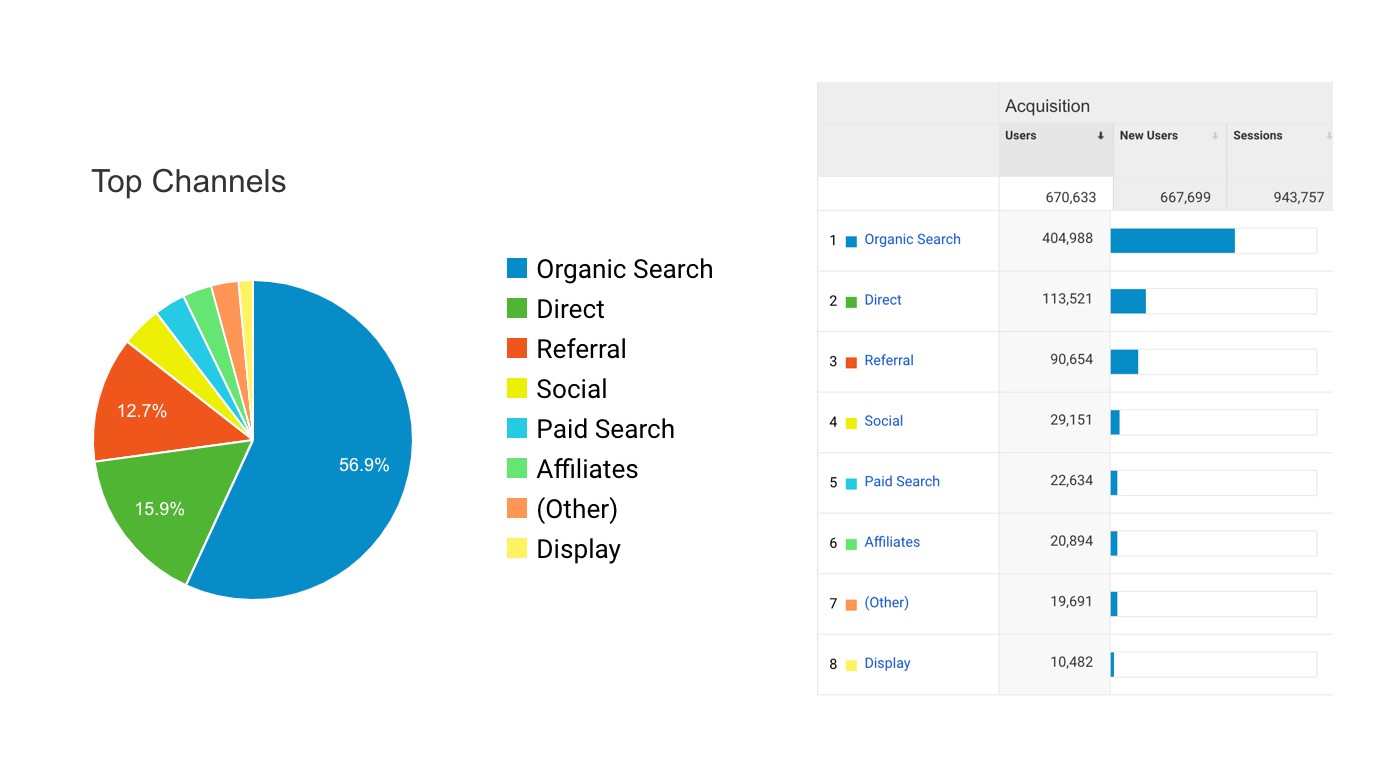 Top Channels
56.9%
15.9%
12.7%
Organic Search
Direct
Referral
Social
Paid Search
Affiliates
(Other)
Display
Acquisition
Users New Users Sessions
670,633 667,699 943,757
1 Organic Search 404,988
2 Direct 113,521
3 Referral 90,654
4 Social 29,151
5 Paid Search 22,634
6 Affiliates 20,894
7 (Other) 19,691
8 Display 10,482